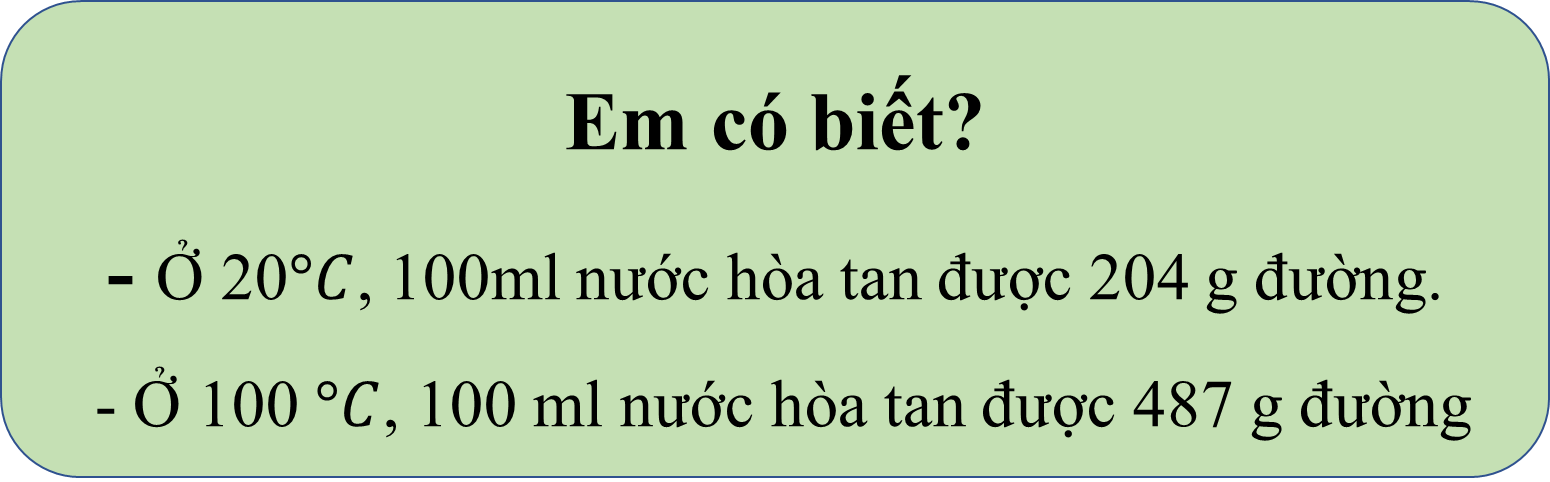 Em có biết?
- Ở 20°C, 100ml nước hòa tan được 204 g đường.
- Ở 100 °C, 100 ml nước hòa tan được 487 g đường